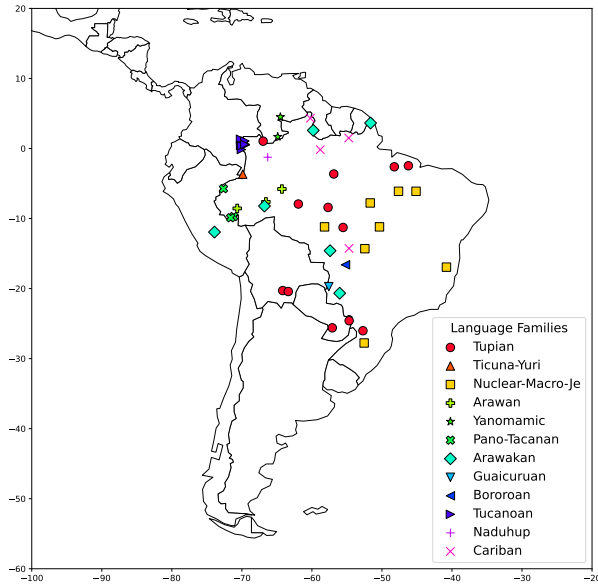 20
10
0
−10
−20
−30
−40
−50
−60
−100
−90
−80
−70
−60
−50
−40
−30
−20
Language Families
Tupian
Ticuna-Yuri
Nuclear-Macro-Je
Arawan
Yanomamic
Pano-Tacanan
Arawakan
Guaicuruan
Bororoan
Tucanoan
Naduhup
Cariban